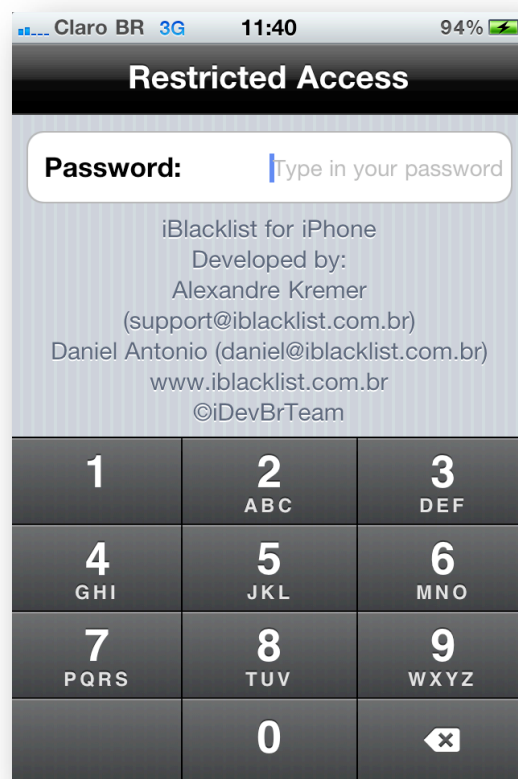 Claro BR 3G 11:40 94%
Restricted Access
Password: Type in your password
iBlacklist for iPhone
Developed by:
Alexandre Kremer
(support@iblacklist.com.br)
Daniel Antonio (daniel@iblacklist.com.br)
www.iblacklist.com.br
©iDevBrTeam
1 2 3
ABC DEF
4 5 6
GHI JKL MNO
7 8 9
PQRS TUV WXYZ
0